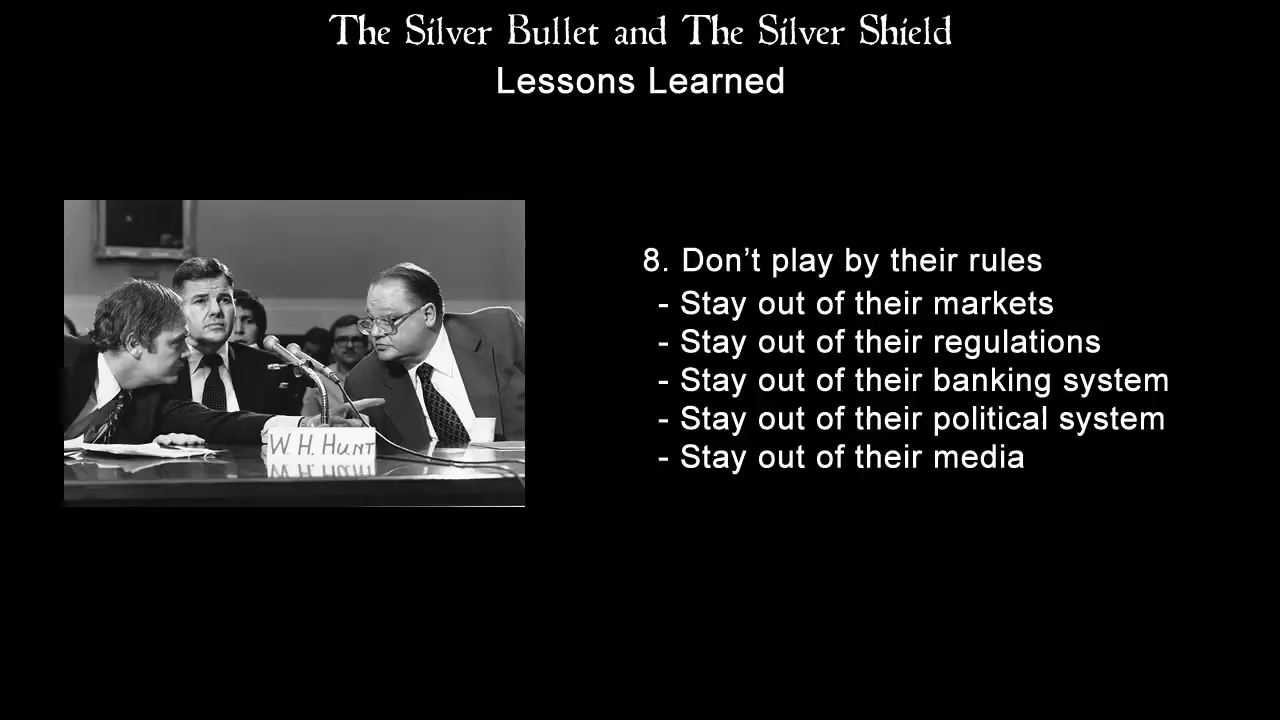 The Silver Bullet and The Silver Shield
Lessons Learned
W. H. HUNT
8. Don’t play by their rules
- Stay out of their markets
- Stay out of their regulations
- Stay out of their banking system
- Stay out of their political system
- Stay out of their media